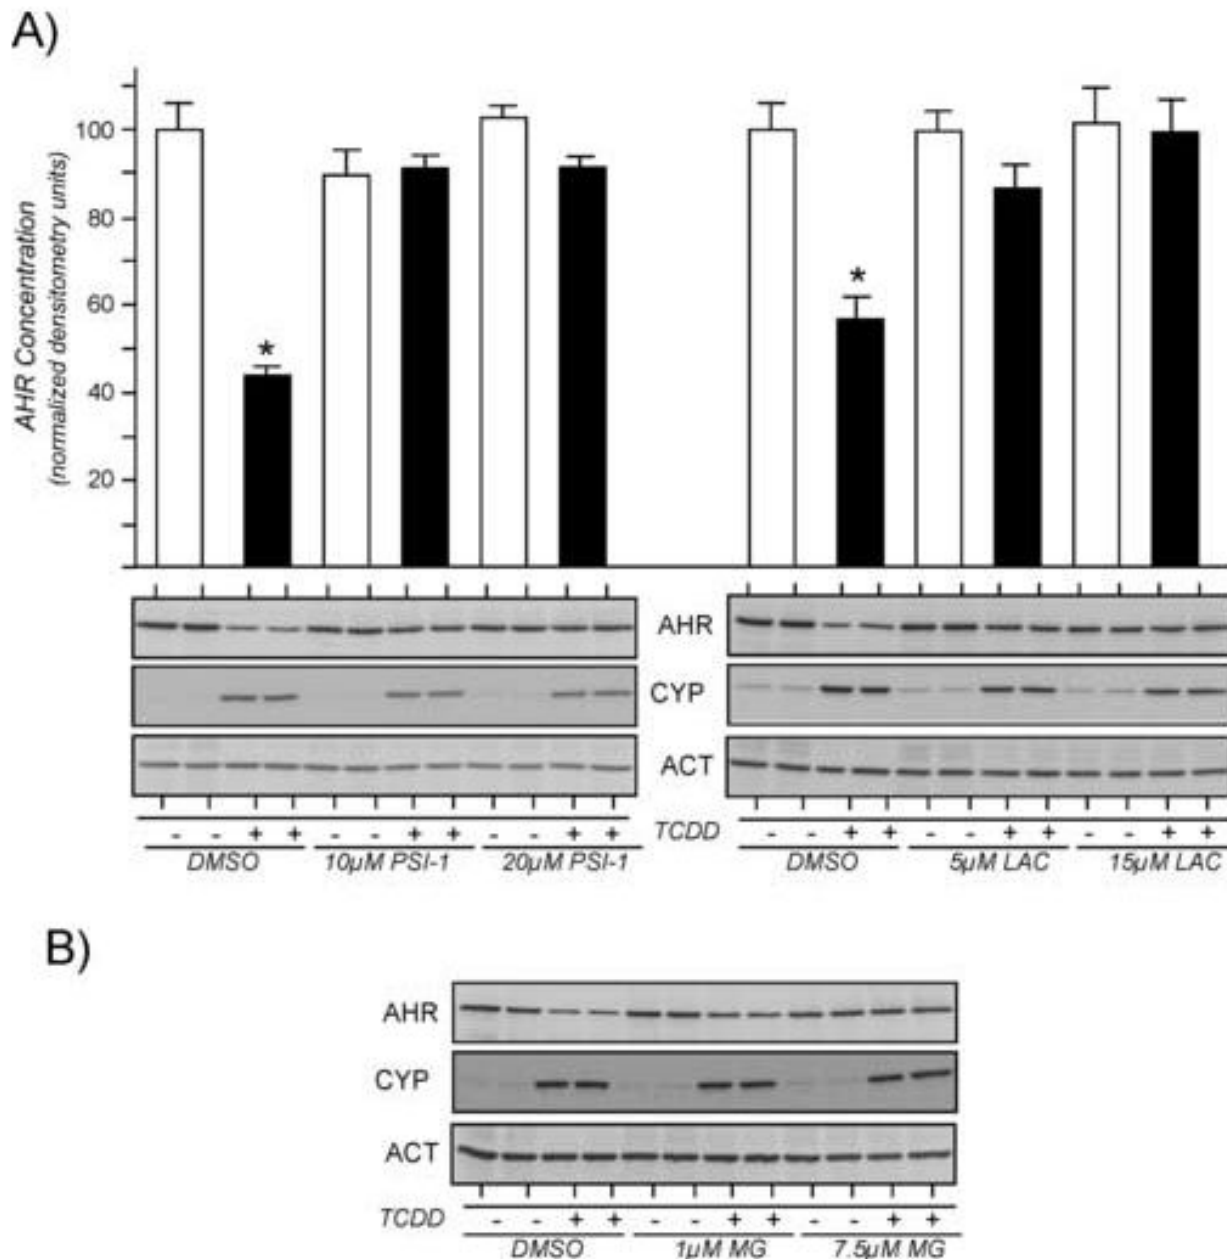 A)
AHR Concentration
(normalized densitometry units)
100
80
60
40
20
*
*
AHR
CYP
ACT
TCDD
- - + + - - + + - - + +
- - + + - - + + - - + +
DMSO 10µM PSI-1 20µM PSI-1
DMSO 5µM LAC 15µM LAC
B)
AHR
CYP
ACT
TCDD - - + + - - + + - - + +
DMSO 1µM MG 7.5µM MG